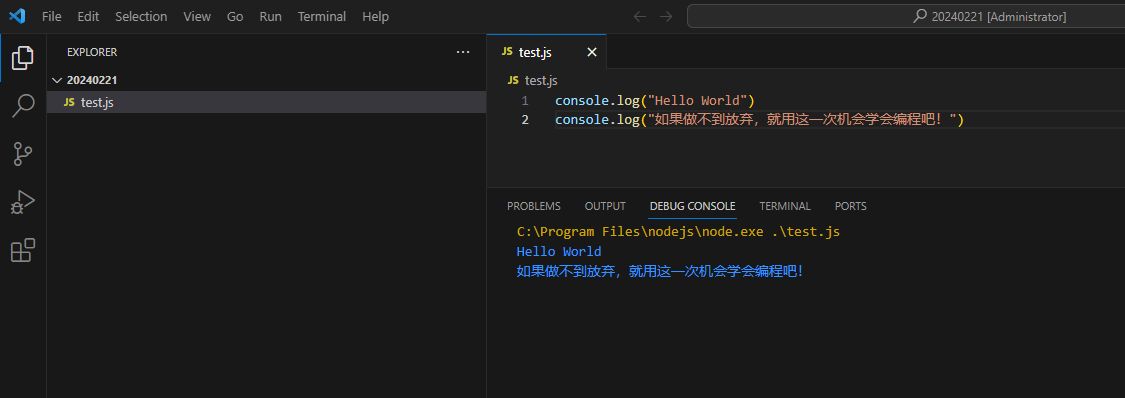 File Edit Selection View Go Run Terminal Help
20240221 [Administrator]
EXPLORER
20240221
JS test.js
JS test.js
JS test.js
1 console.log("Hello World")
2 console.log("如果做不到放弃，就用这一次机会学会编程吧！")
PROBLEMS OUTPUT DEBUG CONSOLE TERMINAL PORTS
C:\Program Files\nodejs\node.exe .\test.js
Hello World
如果做不到放弃，就用这一次机会学会编程吧！